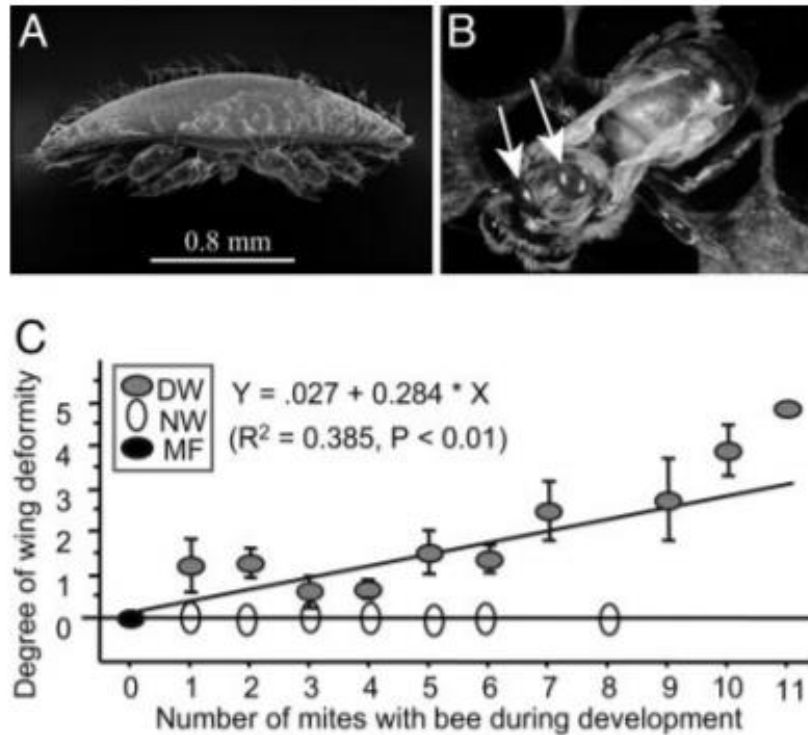 A
B
0.8 mm
C
Degree of wing deformity
5
4
3
2
1
0
DW
NW
MF
Y = .027 + 0.284 * X
(R² = 0.385, P < 0.01)
0 1 2 3 4 5 6 7 8 9 10 11
Number of mites with bee during development